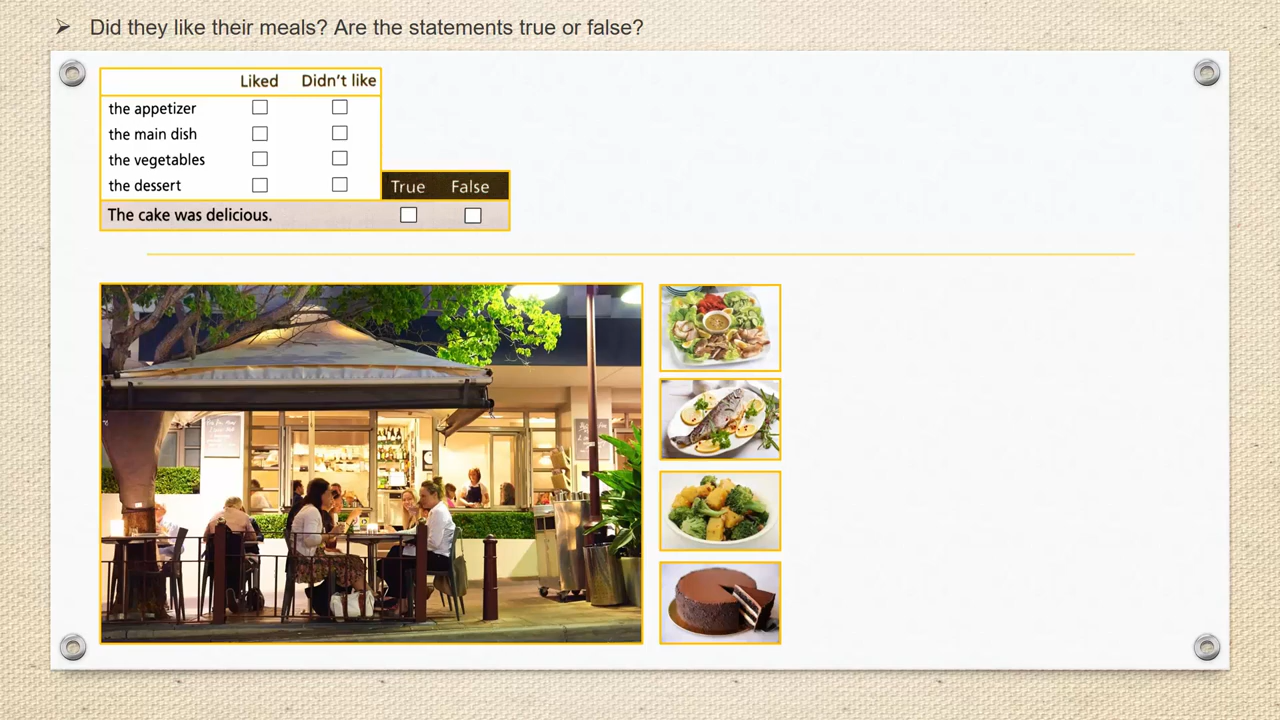 Did they like their meals? Are the statements true or false?
Liked Didn't like
the appetizer
the main dish
the vegetables
the dessert
True False
The cake was delicious.